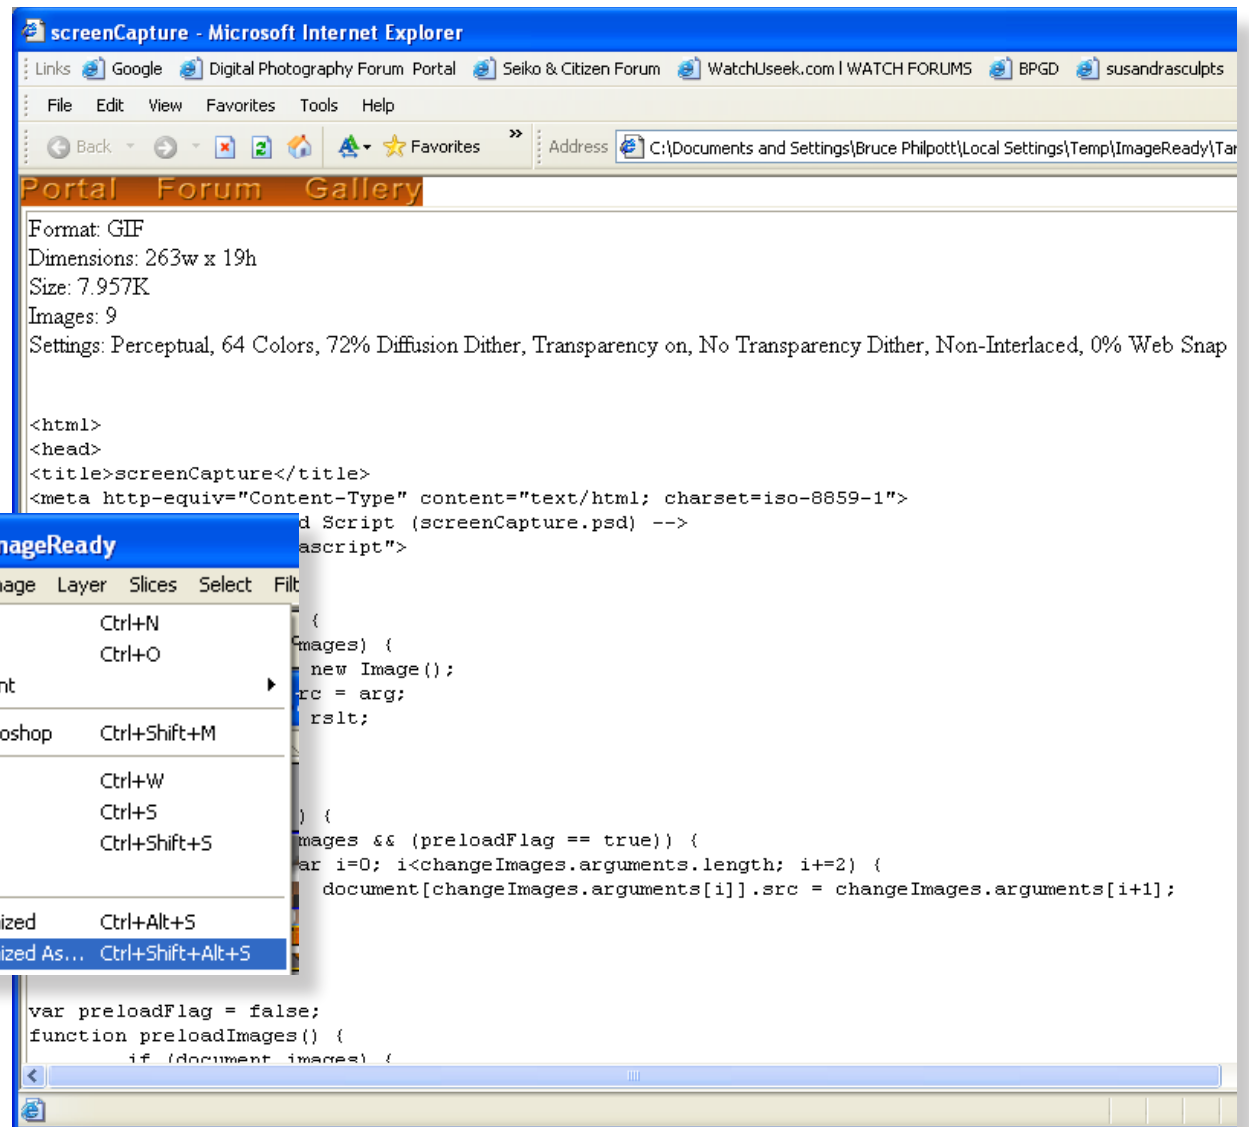 screenCapture - Microsoft Internet Explorer
Links Google Digital Photography Forum Portal Seiko & Citizen Forum WatchUseek.com l WATCH FORUMS BPGD susandrasculpts
File Edit View Favorites Tools Help
Back Favorites » Address C:\Documents and Settings\Bruce Philpott\Local Settings\Temp\ImageReady\Tar
Portal Forum Gallery
Format: GIF
Dimensions: 263w x 19h
Size: 7.957K
Images: 9
Settings: Perceptual, 64 Colors, 72% Diffusion Dither, Transparency on, No Transparency Dither, Non-Interlaced, 0% Web Snap
<html>
<head>
<title>screenCapture</title>
<meta http-equiv="Content-Type" content="text/html; charset=iso-8859-1">
d Script (screenCapture.psd) -->
ascript">
{
mages) {
new Image();
rc = arg;
rslt;
) {
mages && (preloadFlag == true)) {
ar i=0; i<changeImages.arguments.length; i+=2) {
document[changeImages.arguments[i]].src = changeImages.arguments[i+1];
var preloadFlag = false;
function preloadImages() {
if (document.images) {
nageReady
nage Layer Slices Select Filt
Ctrl+N
Ctrl+O
nt
oshop Ctrl+Shift+M
Ctrl+W
Ctrl+S
Ctrl+Shift+S
ized Ctrl+Alt+S
ized As... Ctrl+Shift+Alt+S